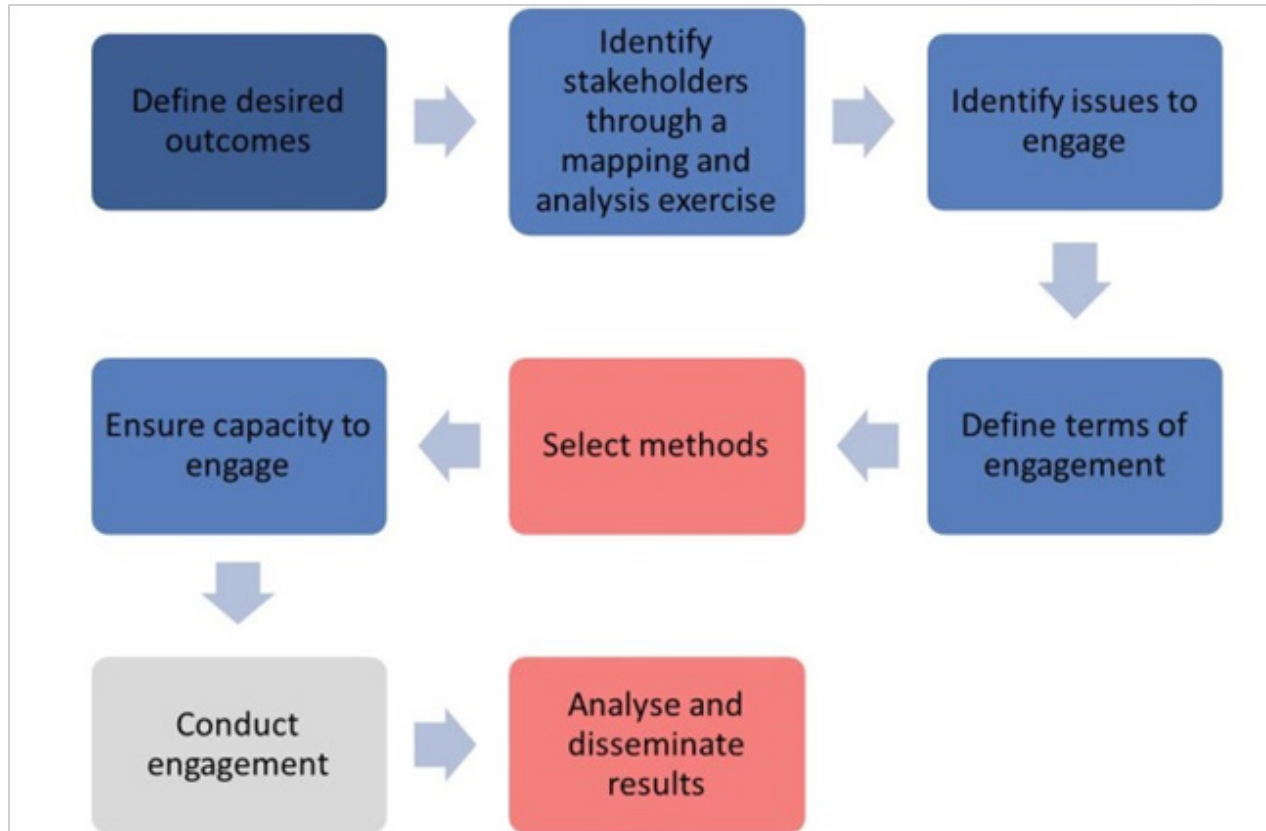 Define desired
outcomes
Identify
stakeholders
through a
mapping and
analysis exercise
Identify issues to
engage
Define terms of
engagement
Select methods
Ensure capacity to
engage
Conduct
engagement
Analyse and
disseminate
results